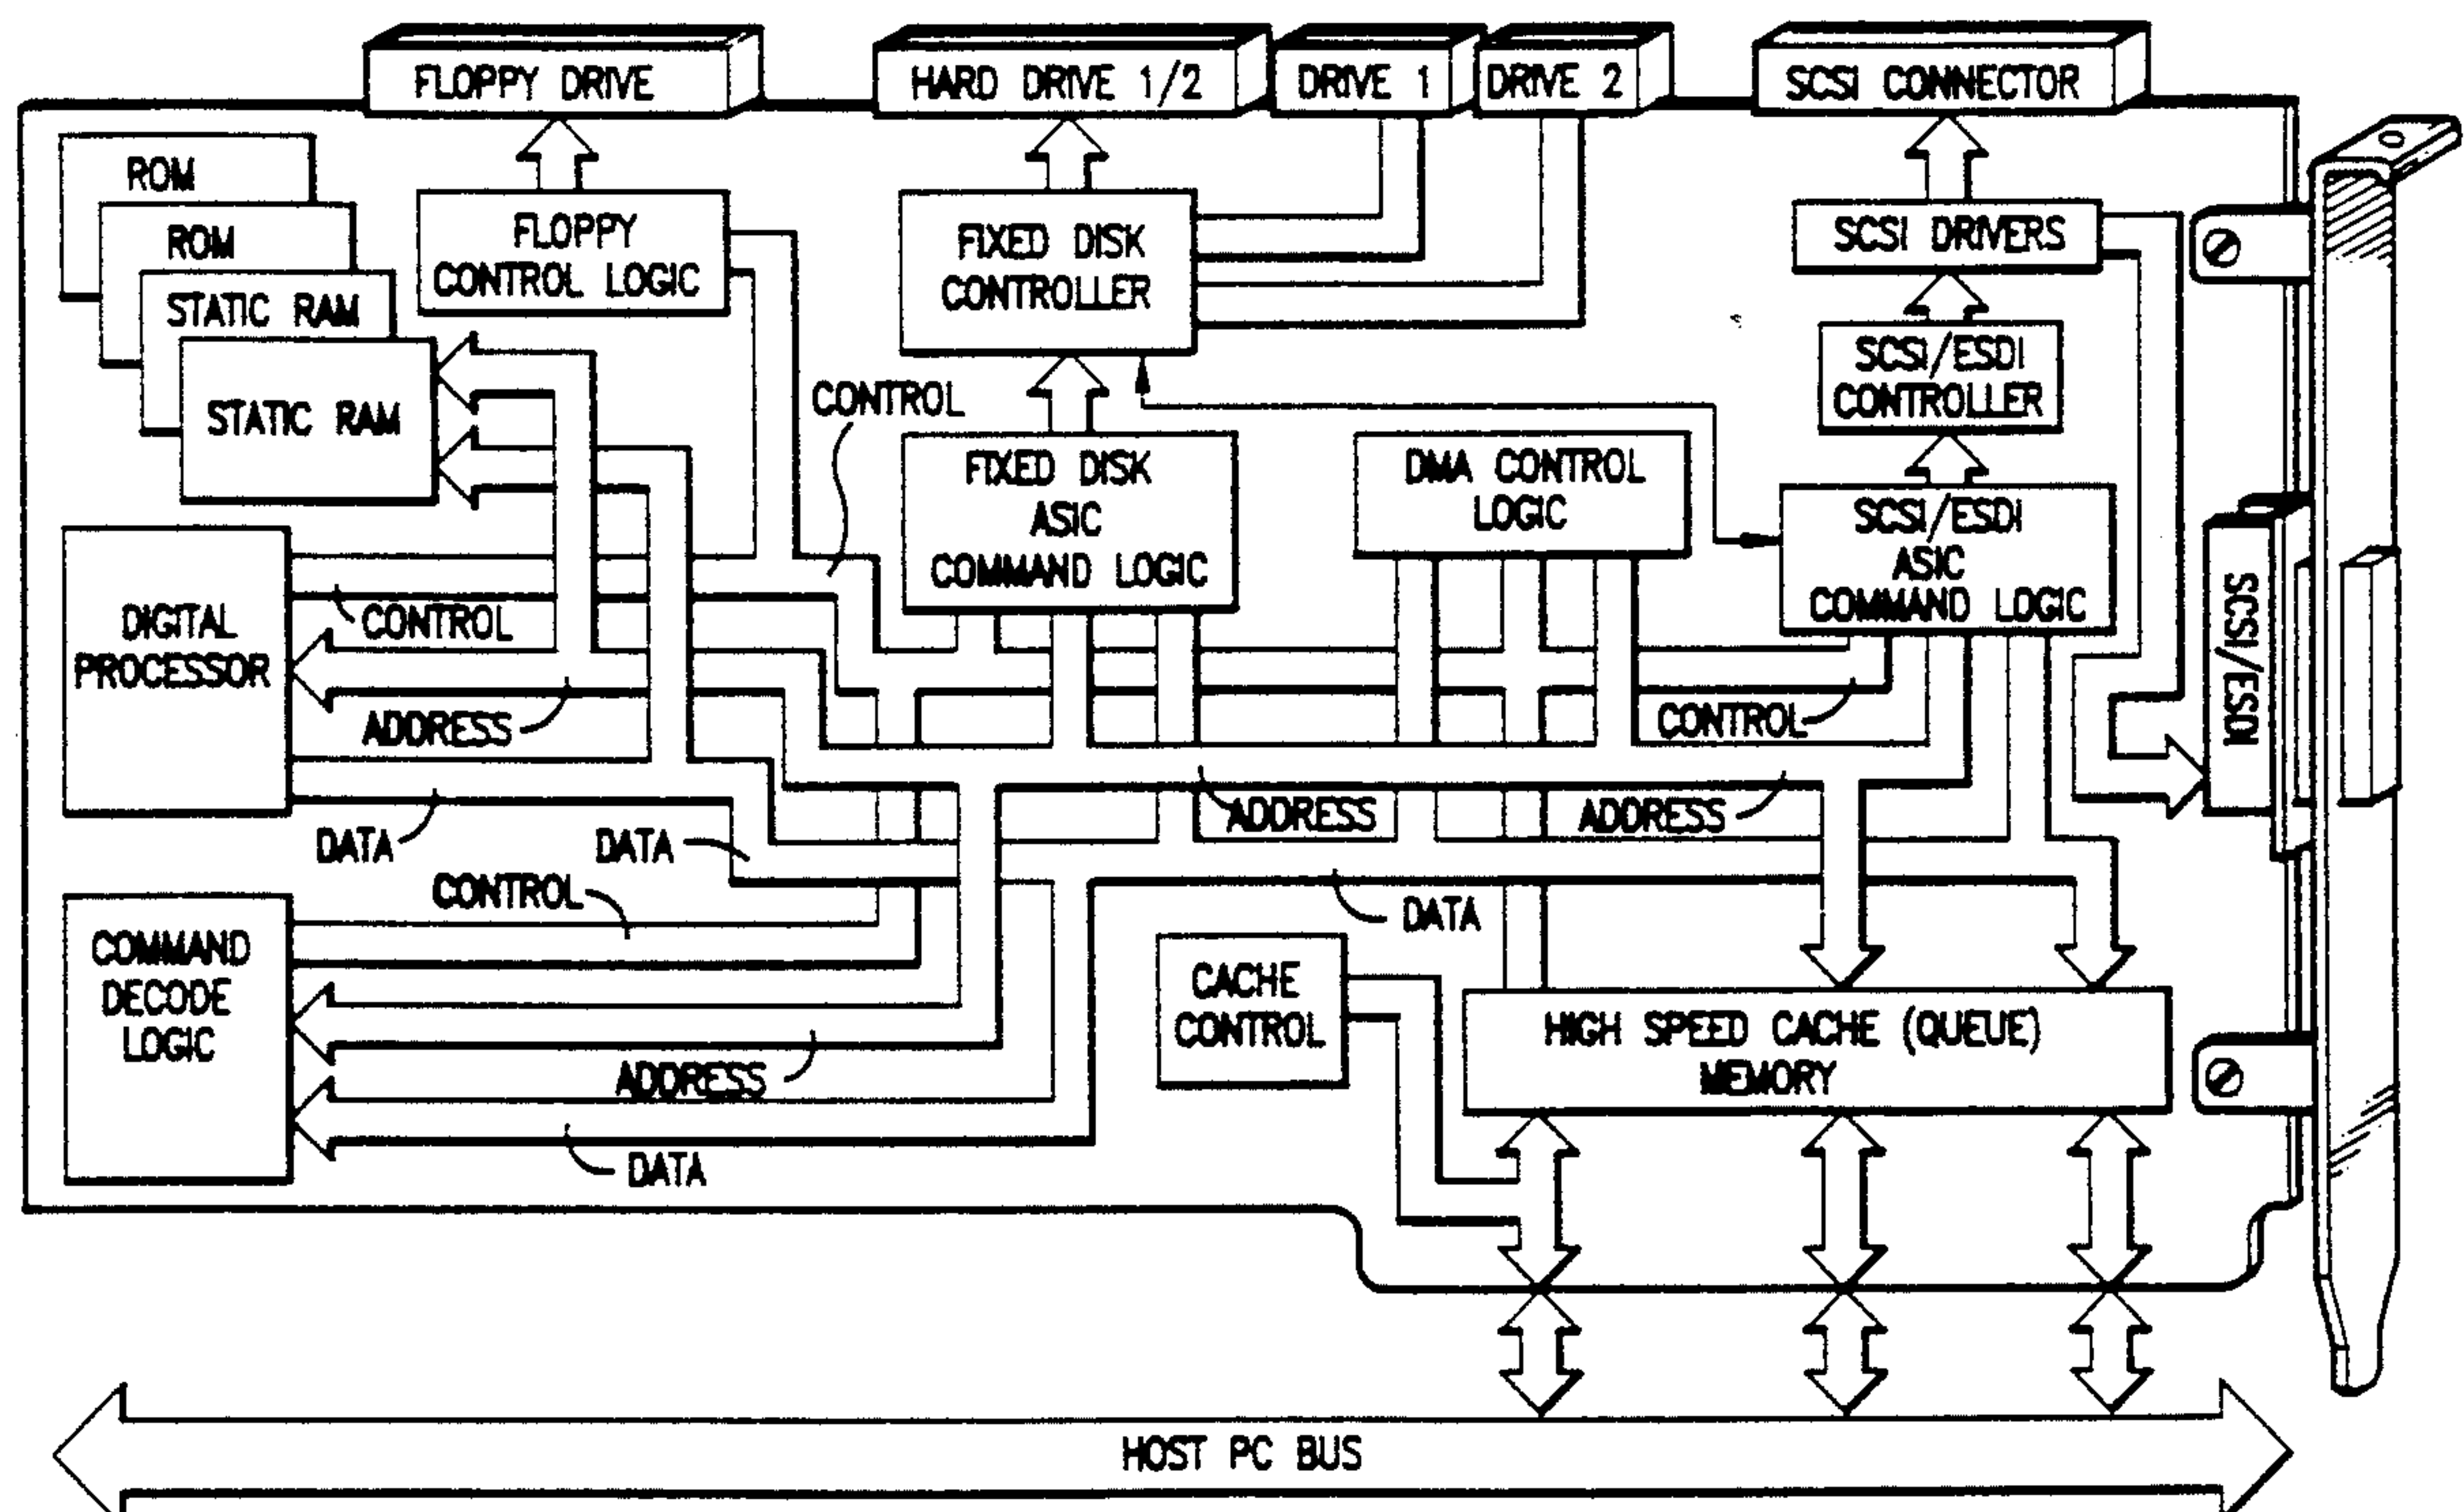 FLOPPY DRIVE
HARD DRIVE 1/2
DRIVE 1
DRIVE 2
SCSI CONNECTOR
ROM
ROM
STATIC RAM
STATIC RAM
FLOPPY
CONTROL LOGIC
FIXED DISK
CONTROLLER
SCSI DRIVERS
SCSI/ESDI
CONTROLLER
CONTROL
FIXED DISK
ASIC
COMMAND LOGIC
DMA CONTROL
LOGIC
SCSI/ESDI
ASIC
COMMAND LOGIC
SCSI/ESDI
DIGITAL
PROCESSOR
CONTROL
ADDRESS
CONTROL
DATA
DATA
ADDRESS
ADDRESS
CONTROL
DATA
COMMAND
DECODE
LOGIC
CACHE
CONTROL
HIGH SPEED CACHE (QUEUE)
MEMORY
ADDRESS
DATA
HOST PC BUS